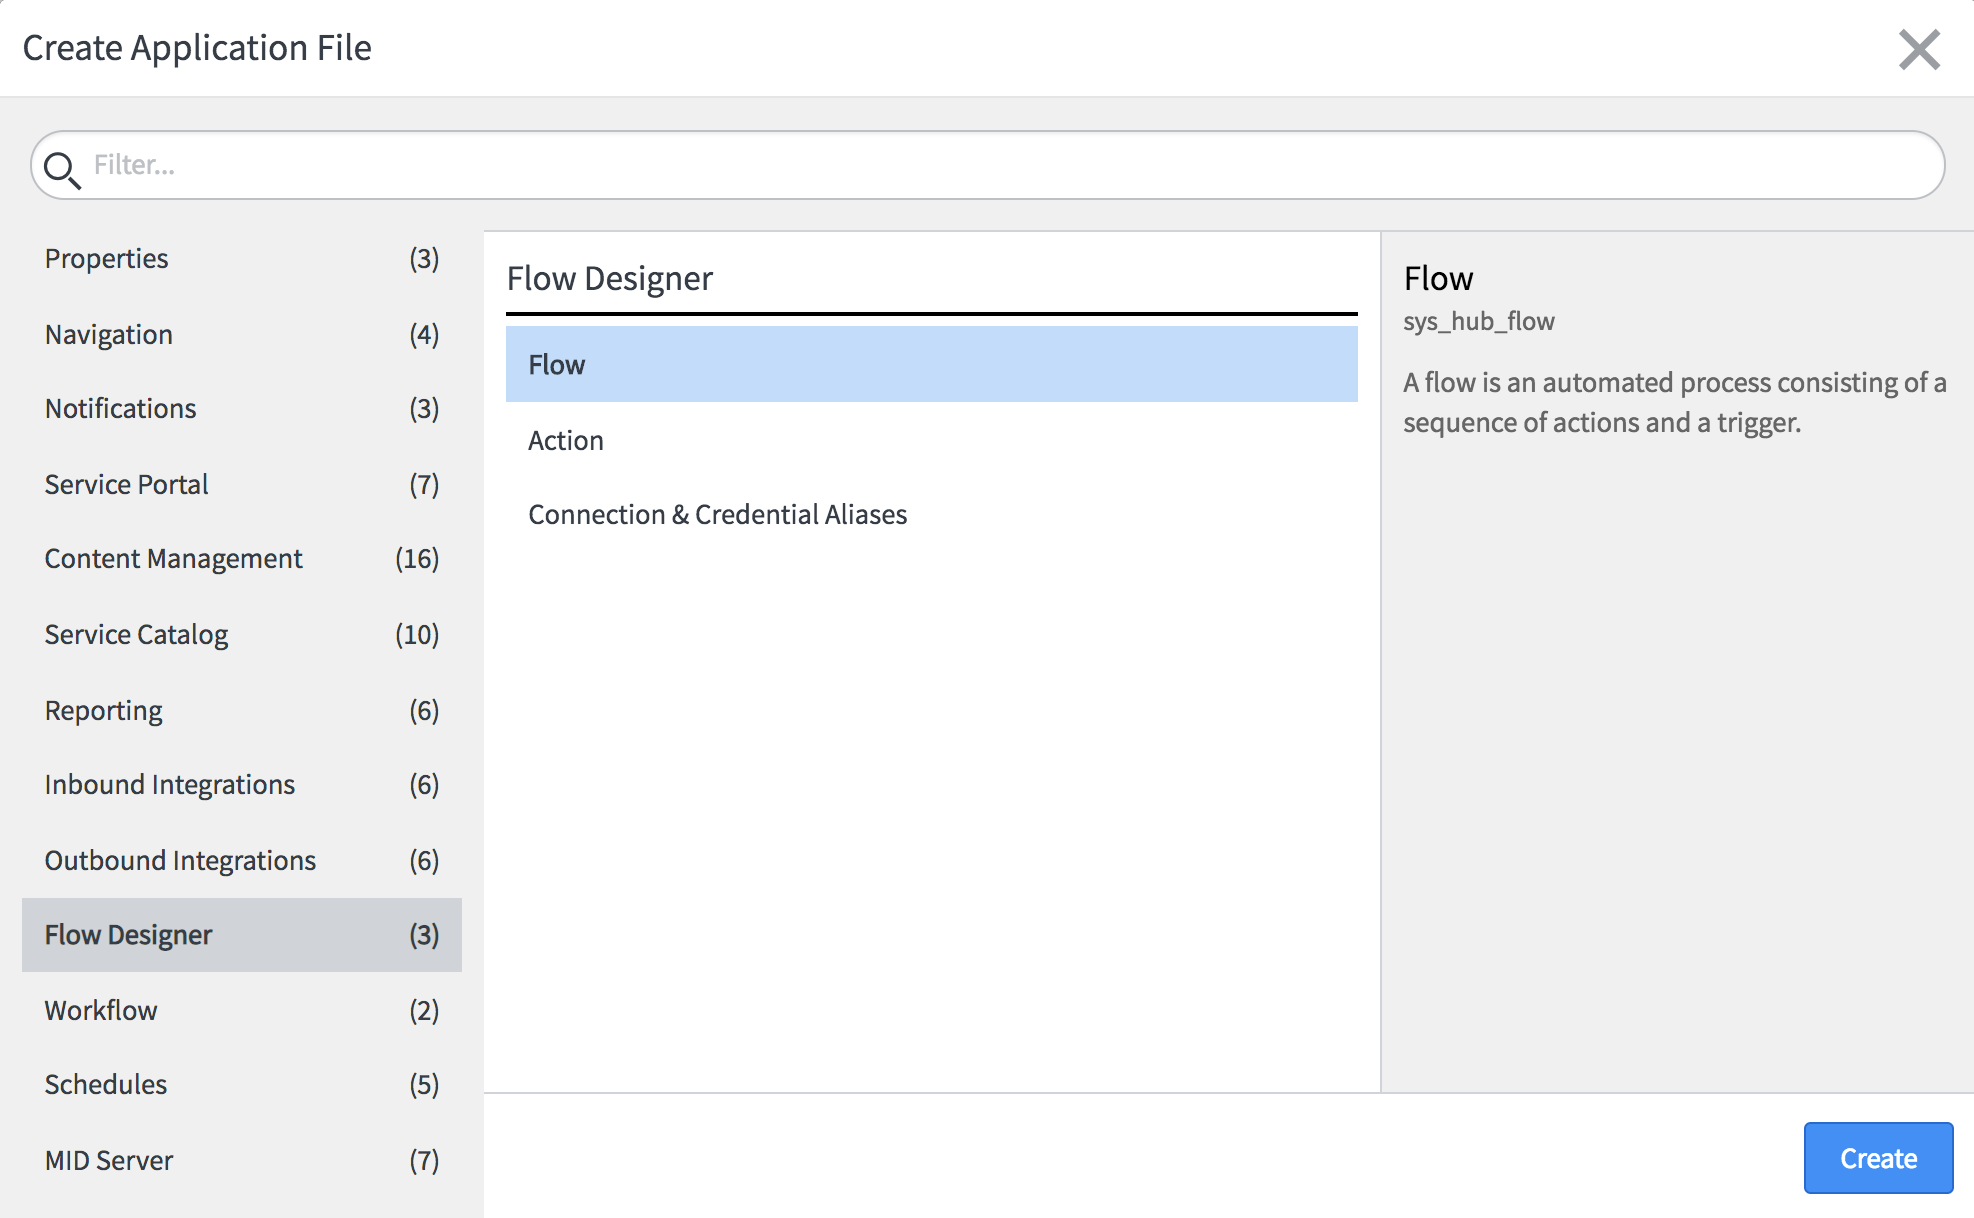 Create Application File
Filter...
Properties (3)
Navigation (4)
Notifications (3)
Service Portal (7)
Content Management (16)
Service Catalog (10)
Reporting (6)
Inbound Integrations (6)
Outbound Integrations (6)
Flow Designer (3)
Workflow (2)
Schedules (5)
MID Server (7)
Flow Designer
Flow
Action
Connection & Credential Aliases
Flow
sys_hub_flow
A flow is an automated process consisting of a
sequence of actions and a trigger.
Create